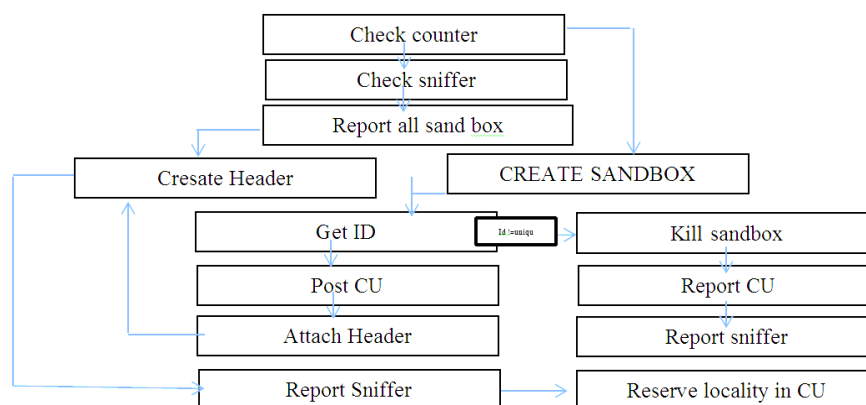 Check counter
Check sniffer
Report all sand box
Cresate Header
CREATE SANDBOX
Get ID
Id !=uniqu
Kill sandbox
Post CU
Report CU
Attach Header
Report sniffer
Report Sniffer
Reserve locality in CU